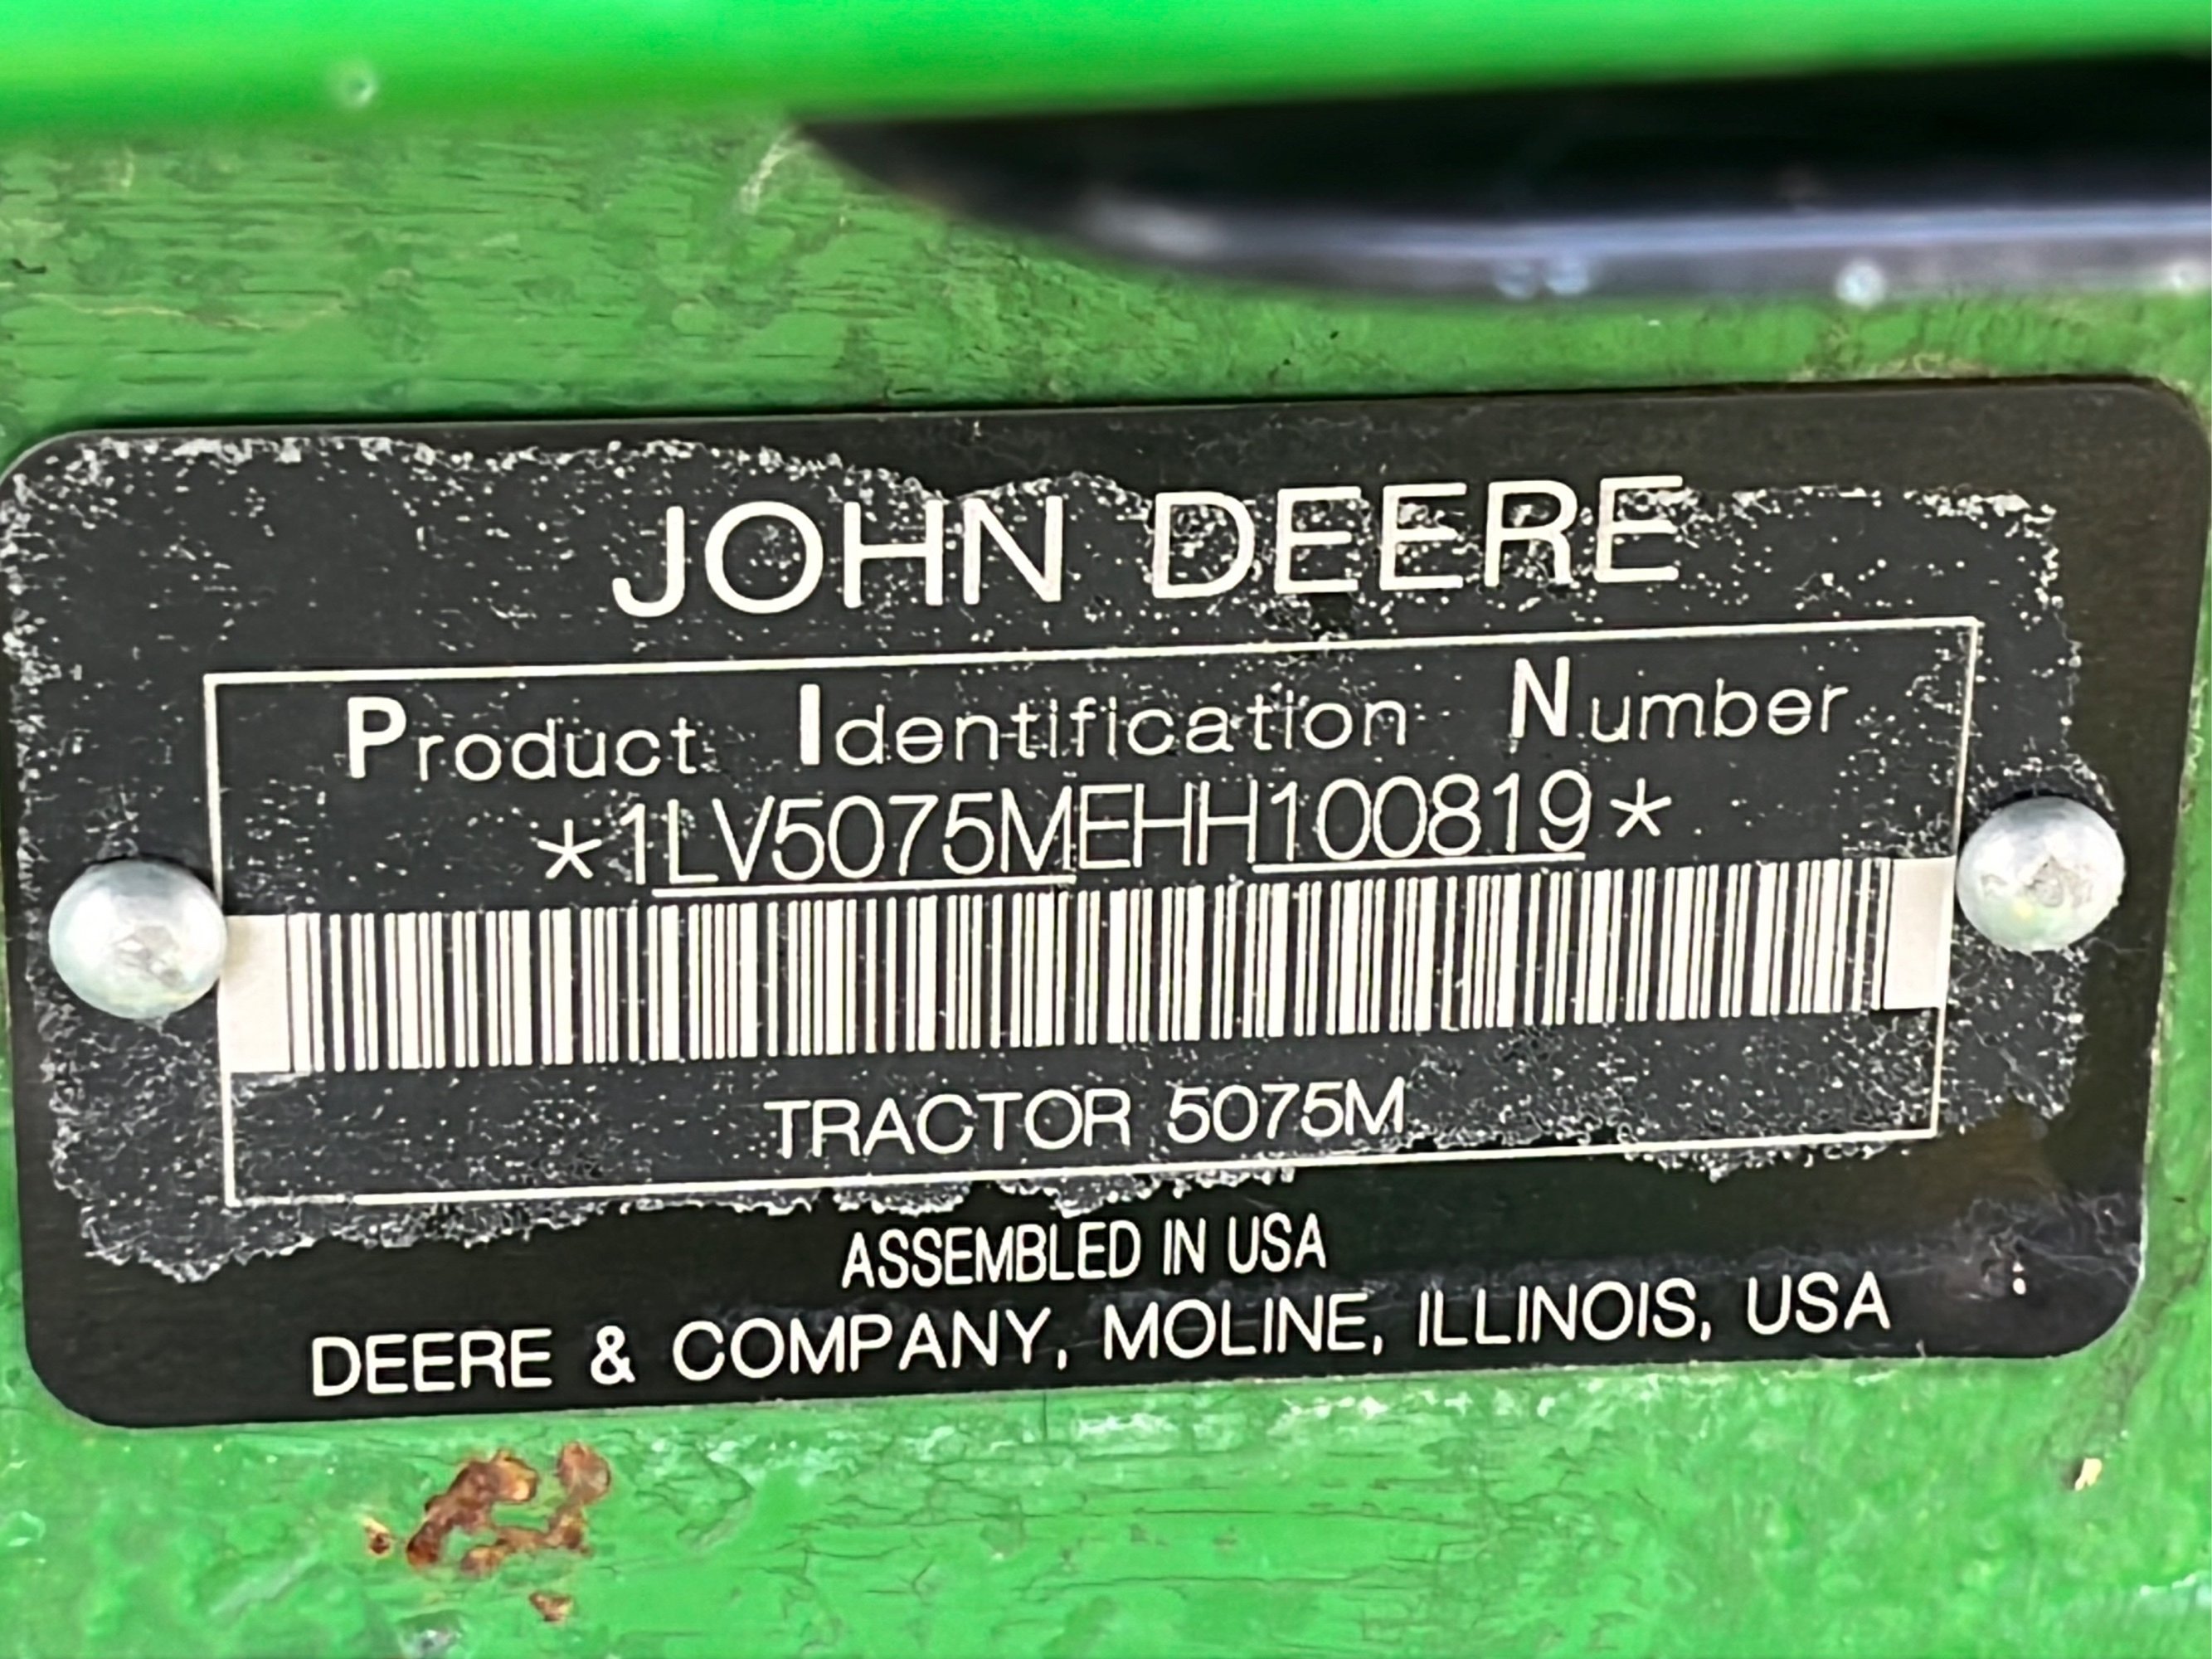 JOHN DEERE
Product Identification Number
*1LV5075MEHH100819*
TRACTOR 5075M
ASSEMBLED IN USA
DEERE & COMPANY, MOLINE, ILLINOIS, USA